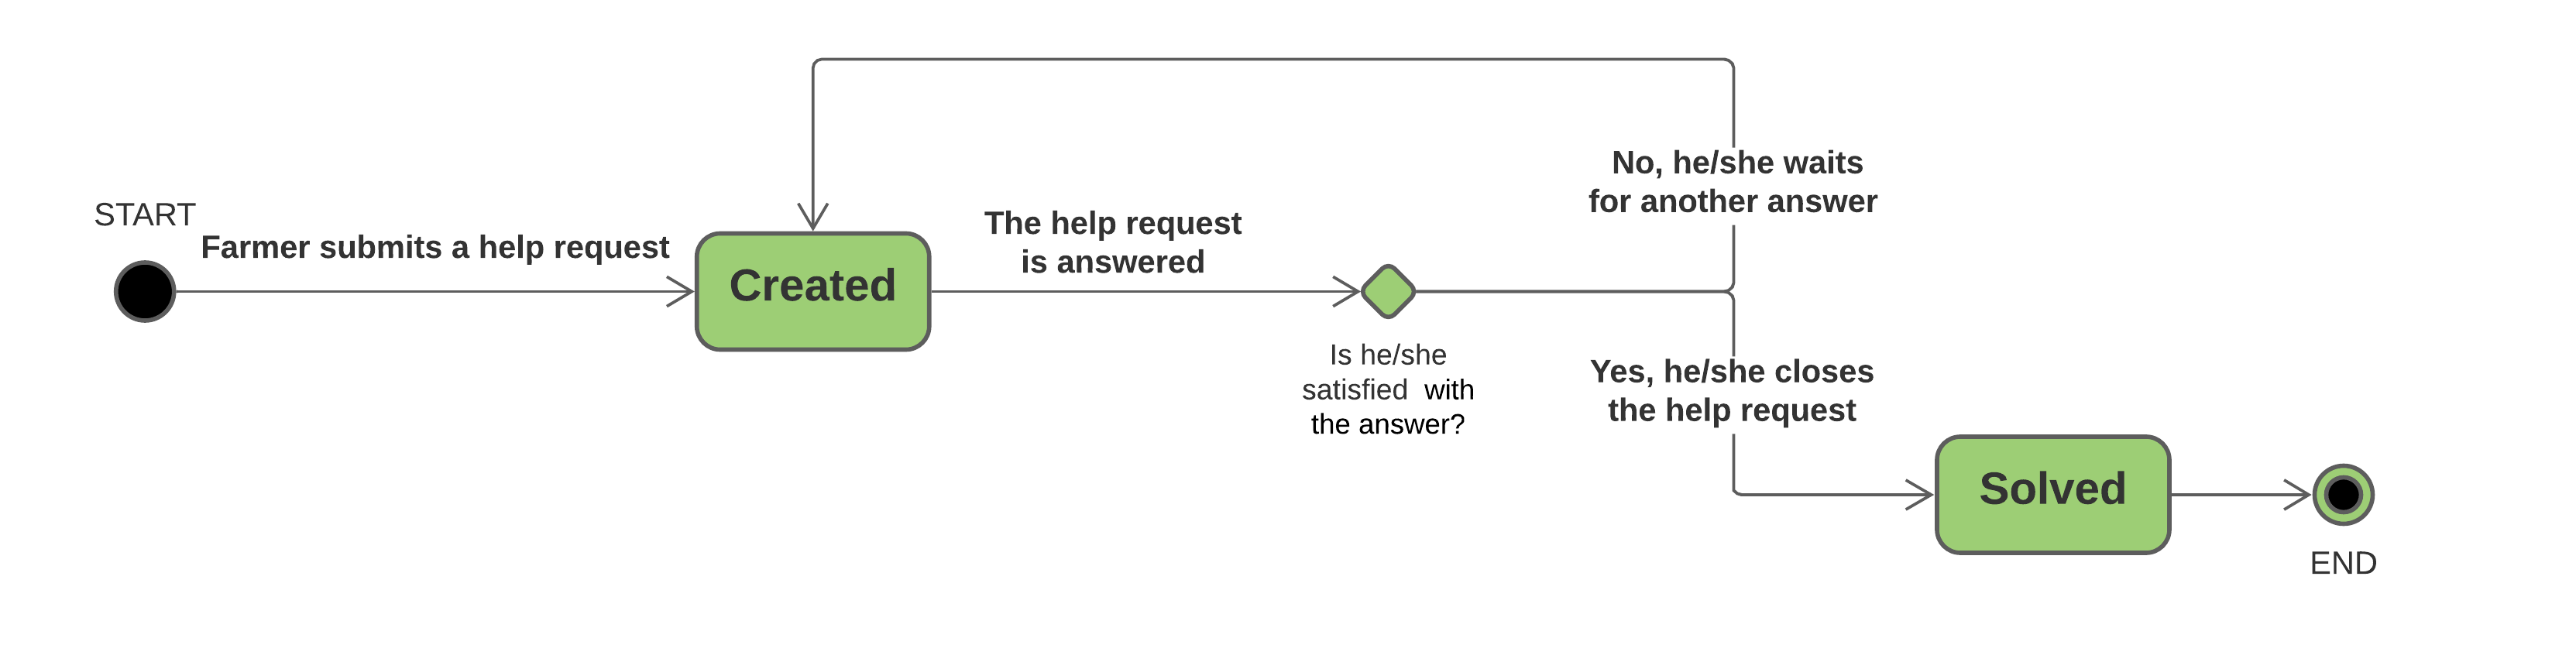 START
Farmer submits a help request
Created
The help request
is answered
Is he/she
satisfied  with
the answer?
No, he/she waits
for another answer
Yes, he/she closes
the help request
Solved
END